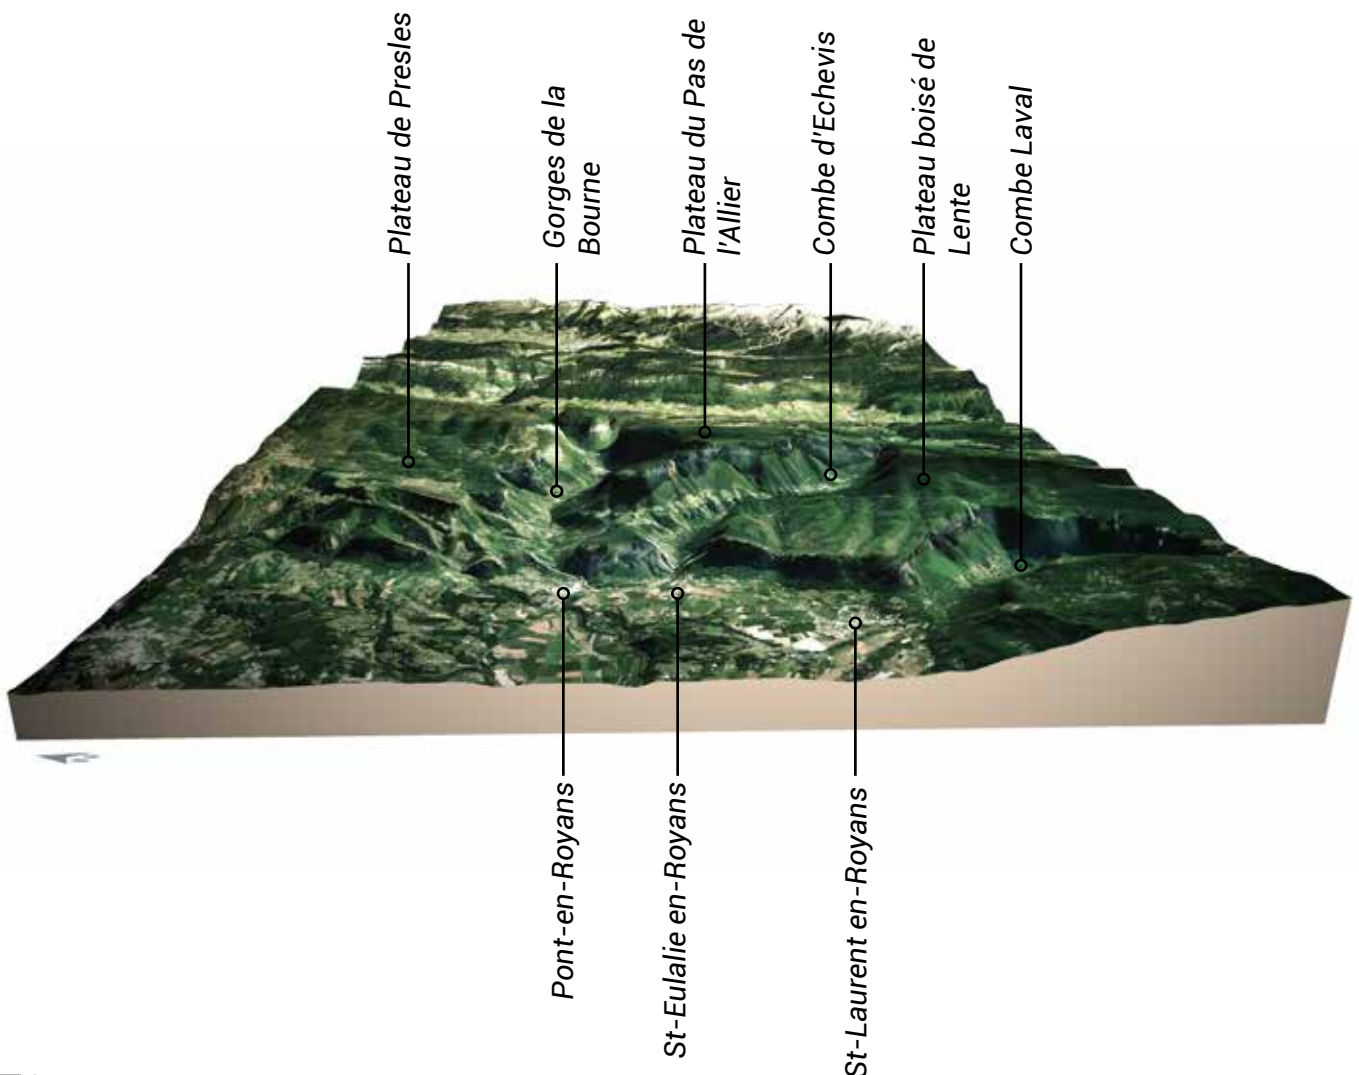 Plateau de Presles
Gorges de la
Bourne
Plateau du Pas de
l'Allier
Combe d'Echevis
Plateau boisé de
Lente
Combe Laval
Pont-en-Royans
St-Eulalie en-Royans
St-Laurent en-Royans